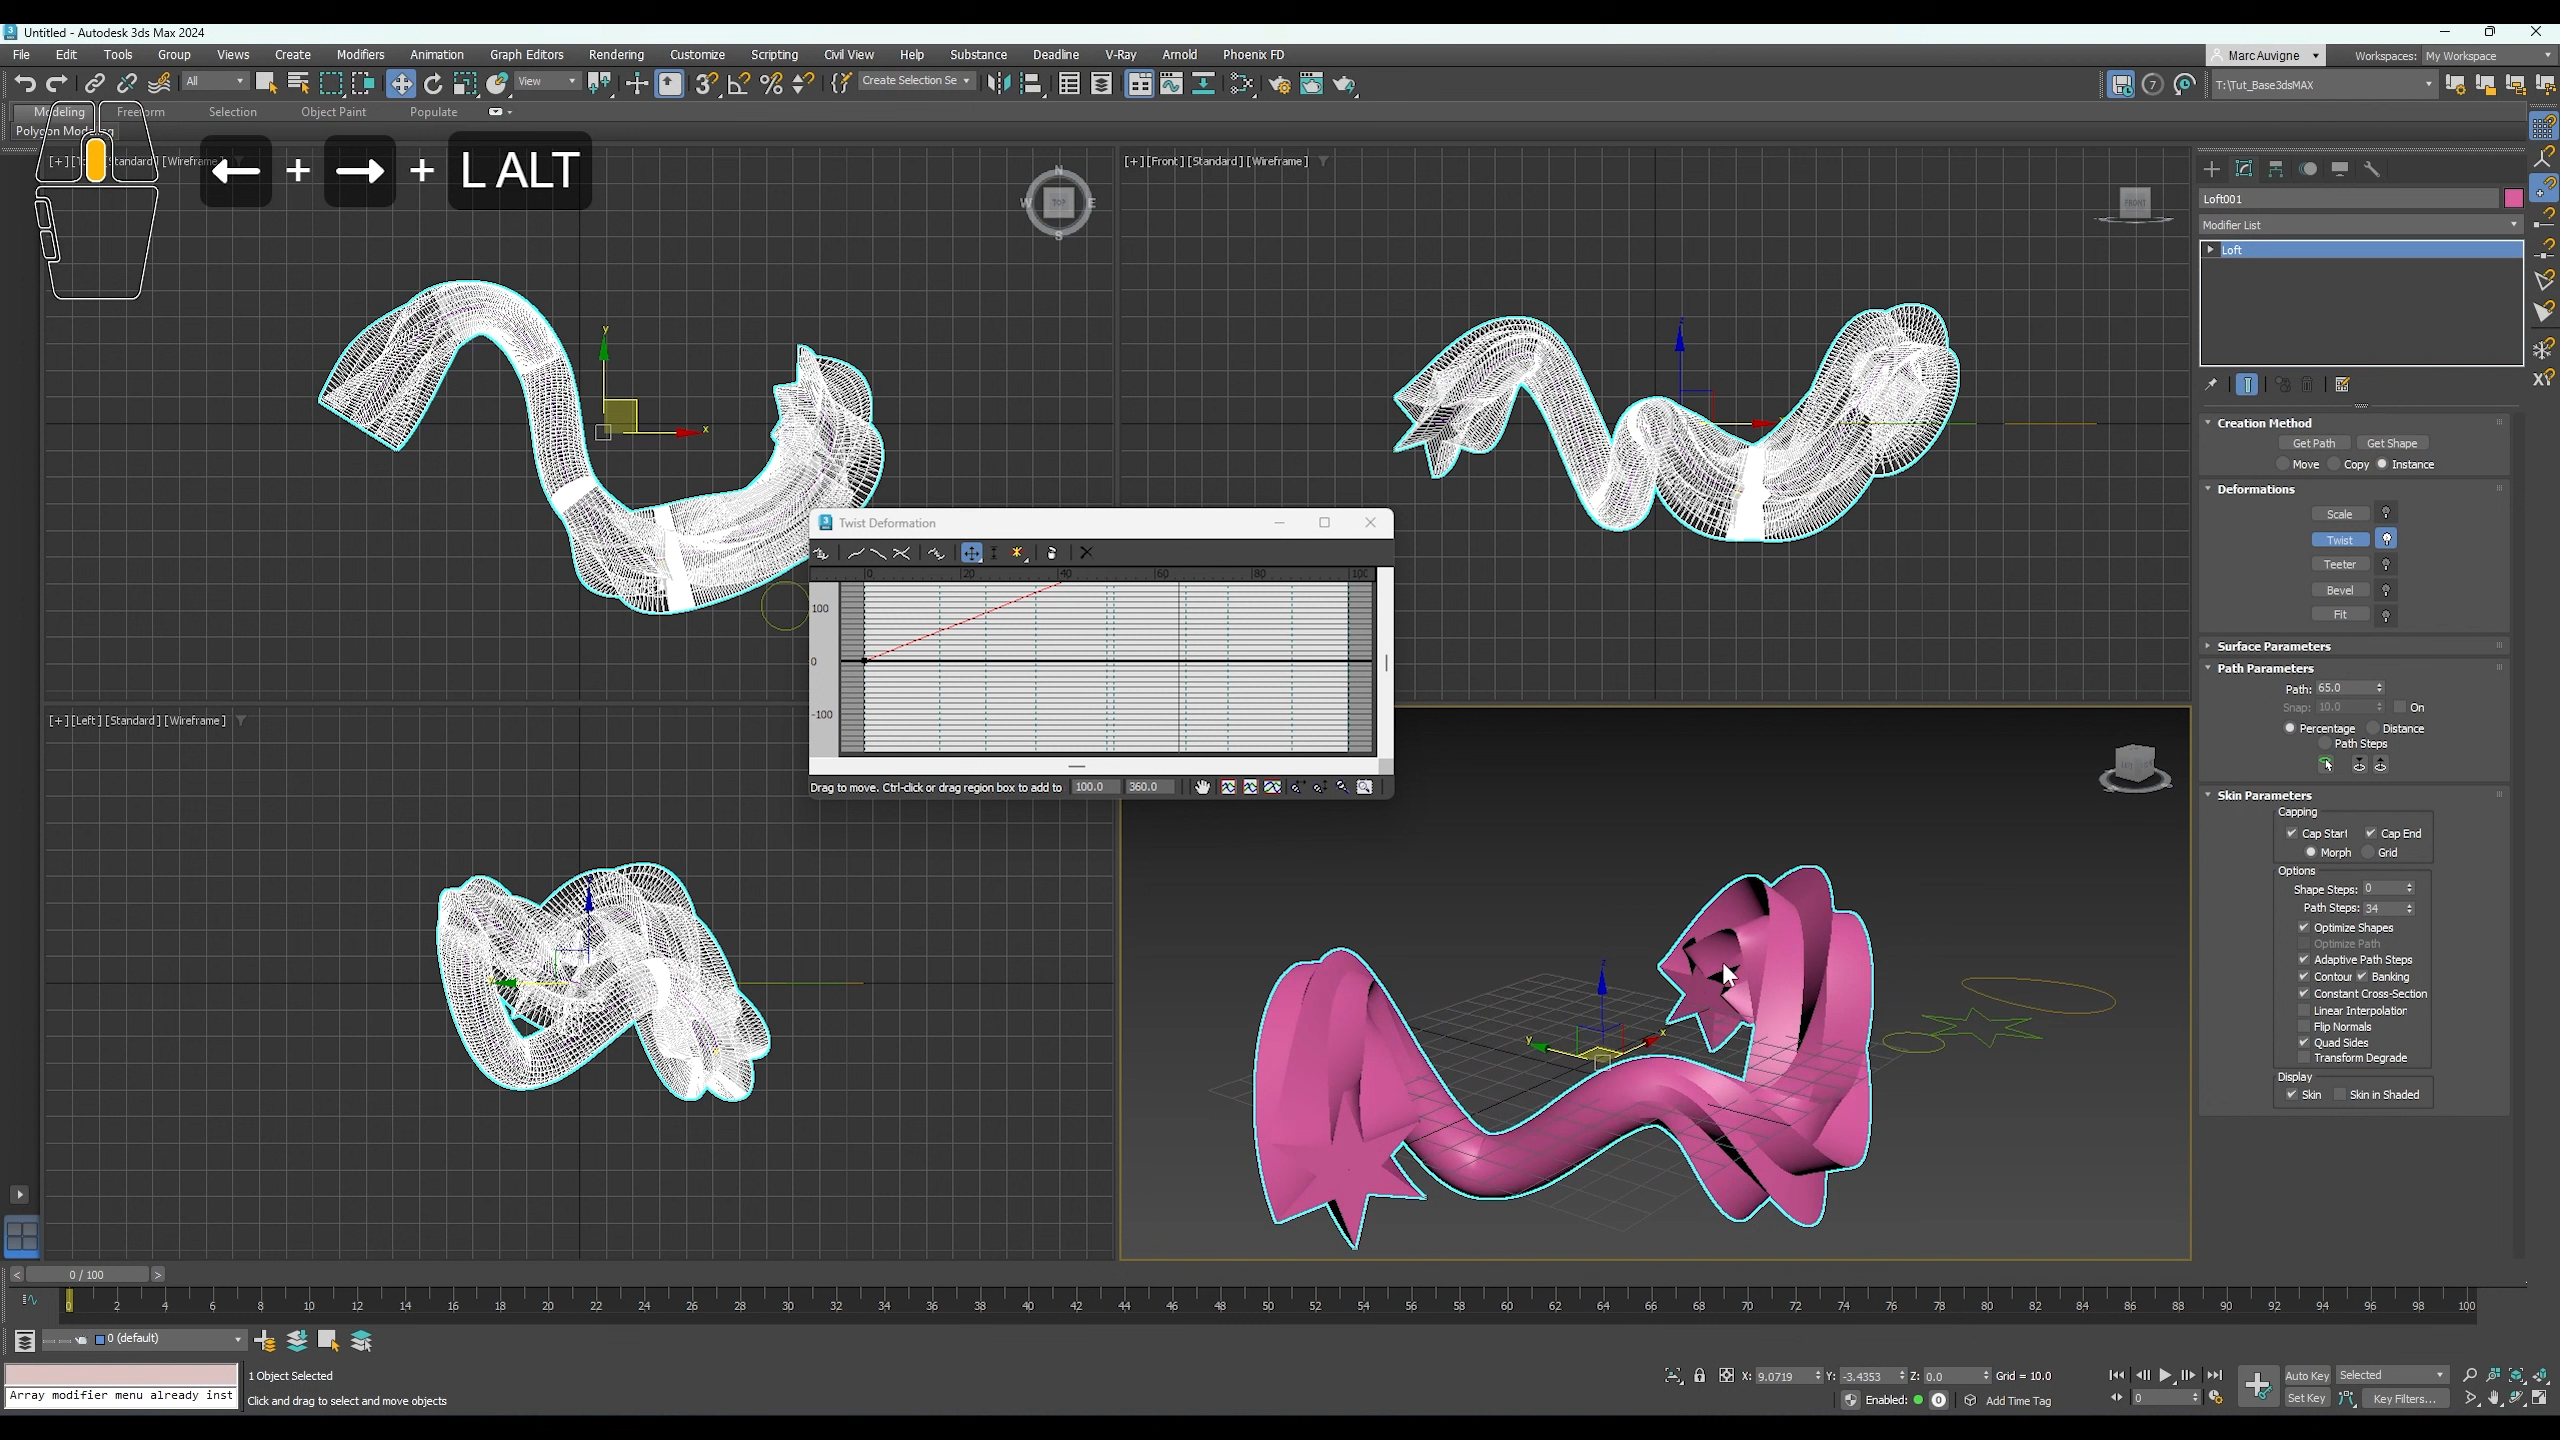 Untitled - Autodesk 3ds Max 2024
File Edit Tools Group Views Create Modifiers Animation Graph Editors Rendering Customize Scripting Civil View Help Substance Deadline V-Ray Arnold Phoenix FD
MarcAuvigne Workspaces: My Workspace
All View Create Selection Se T:\Tut_Base3dsMAX
Modeling Freeform Selection Object Paint Populate
← + → + L ALT
[+] [Front] [Standard] [Wireframe]
N
W TOP E
S
FRONT
Loft001
Modifier List
Loft
Creation Method
Get Path Get Shape
Move Copy Instance
Deformations
Scale
Twist
Teeter
Bevel
Fit
Surface Parameters
Path Parameters
Path: 65.0
Snap: 10.0 On
Percentage Distance
Path Steps
Skin Parameters
Capping
Cap Start Cap End
Morph Grid
Options
Shape Steps: 0
Path Steps: 34
Optimize Shapes
Optimize Path
Adaptive Path Steps
Contour Banking
Constant Cross-Section
Linear Interpolation
Flip Normals
Quad Sides
Transform Degrade
Display
Skin Skin in Shaded
Twist Deformation
0 20 40 60 80 100
100
0
-100
Drag to move. Ctrl-click or drag region box to add to 100.0 360.0
[+] [Left] [Standard] [Wireframe]
y
x
z
y
x
z
< 0 / 100 >
0 2 4 6 8 10 12 14 16 18 20 22 24 26 28 30 32 34 36 38 40 42 44 46 48 50 52 54 56 58 60 62 64 66 68 70 72 74 76 78 80 82 84 86 88 90 92 94 96 98 100
0 (default)
1 Object Selected
Array modifier menu already inst
Click and drag to select and move objects
X: 9.0719 Y: -3.4353 Z: 0.0 Grid = 10.0
Enabled: 0 Add Time Tag
Auto Key Selected
0 Set Key Key Filters...